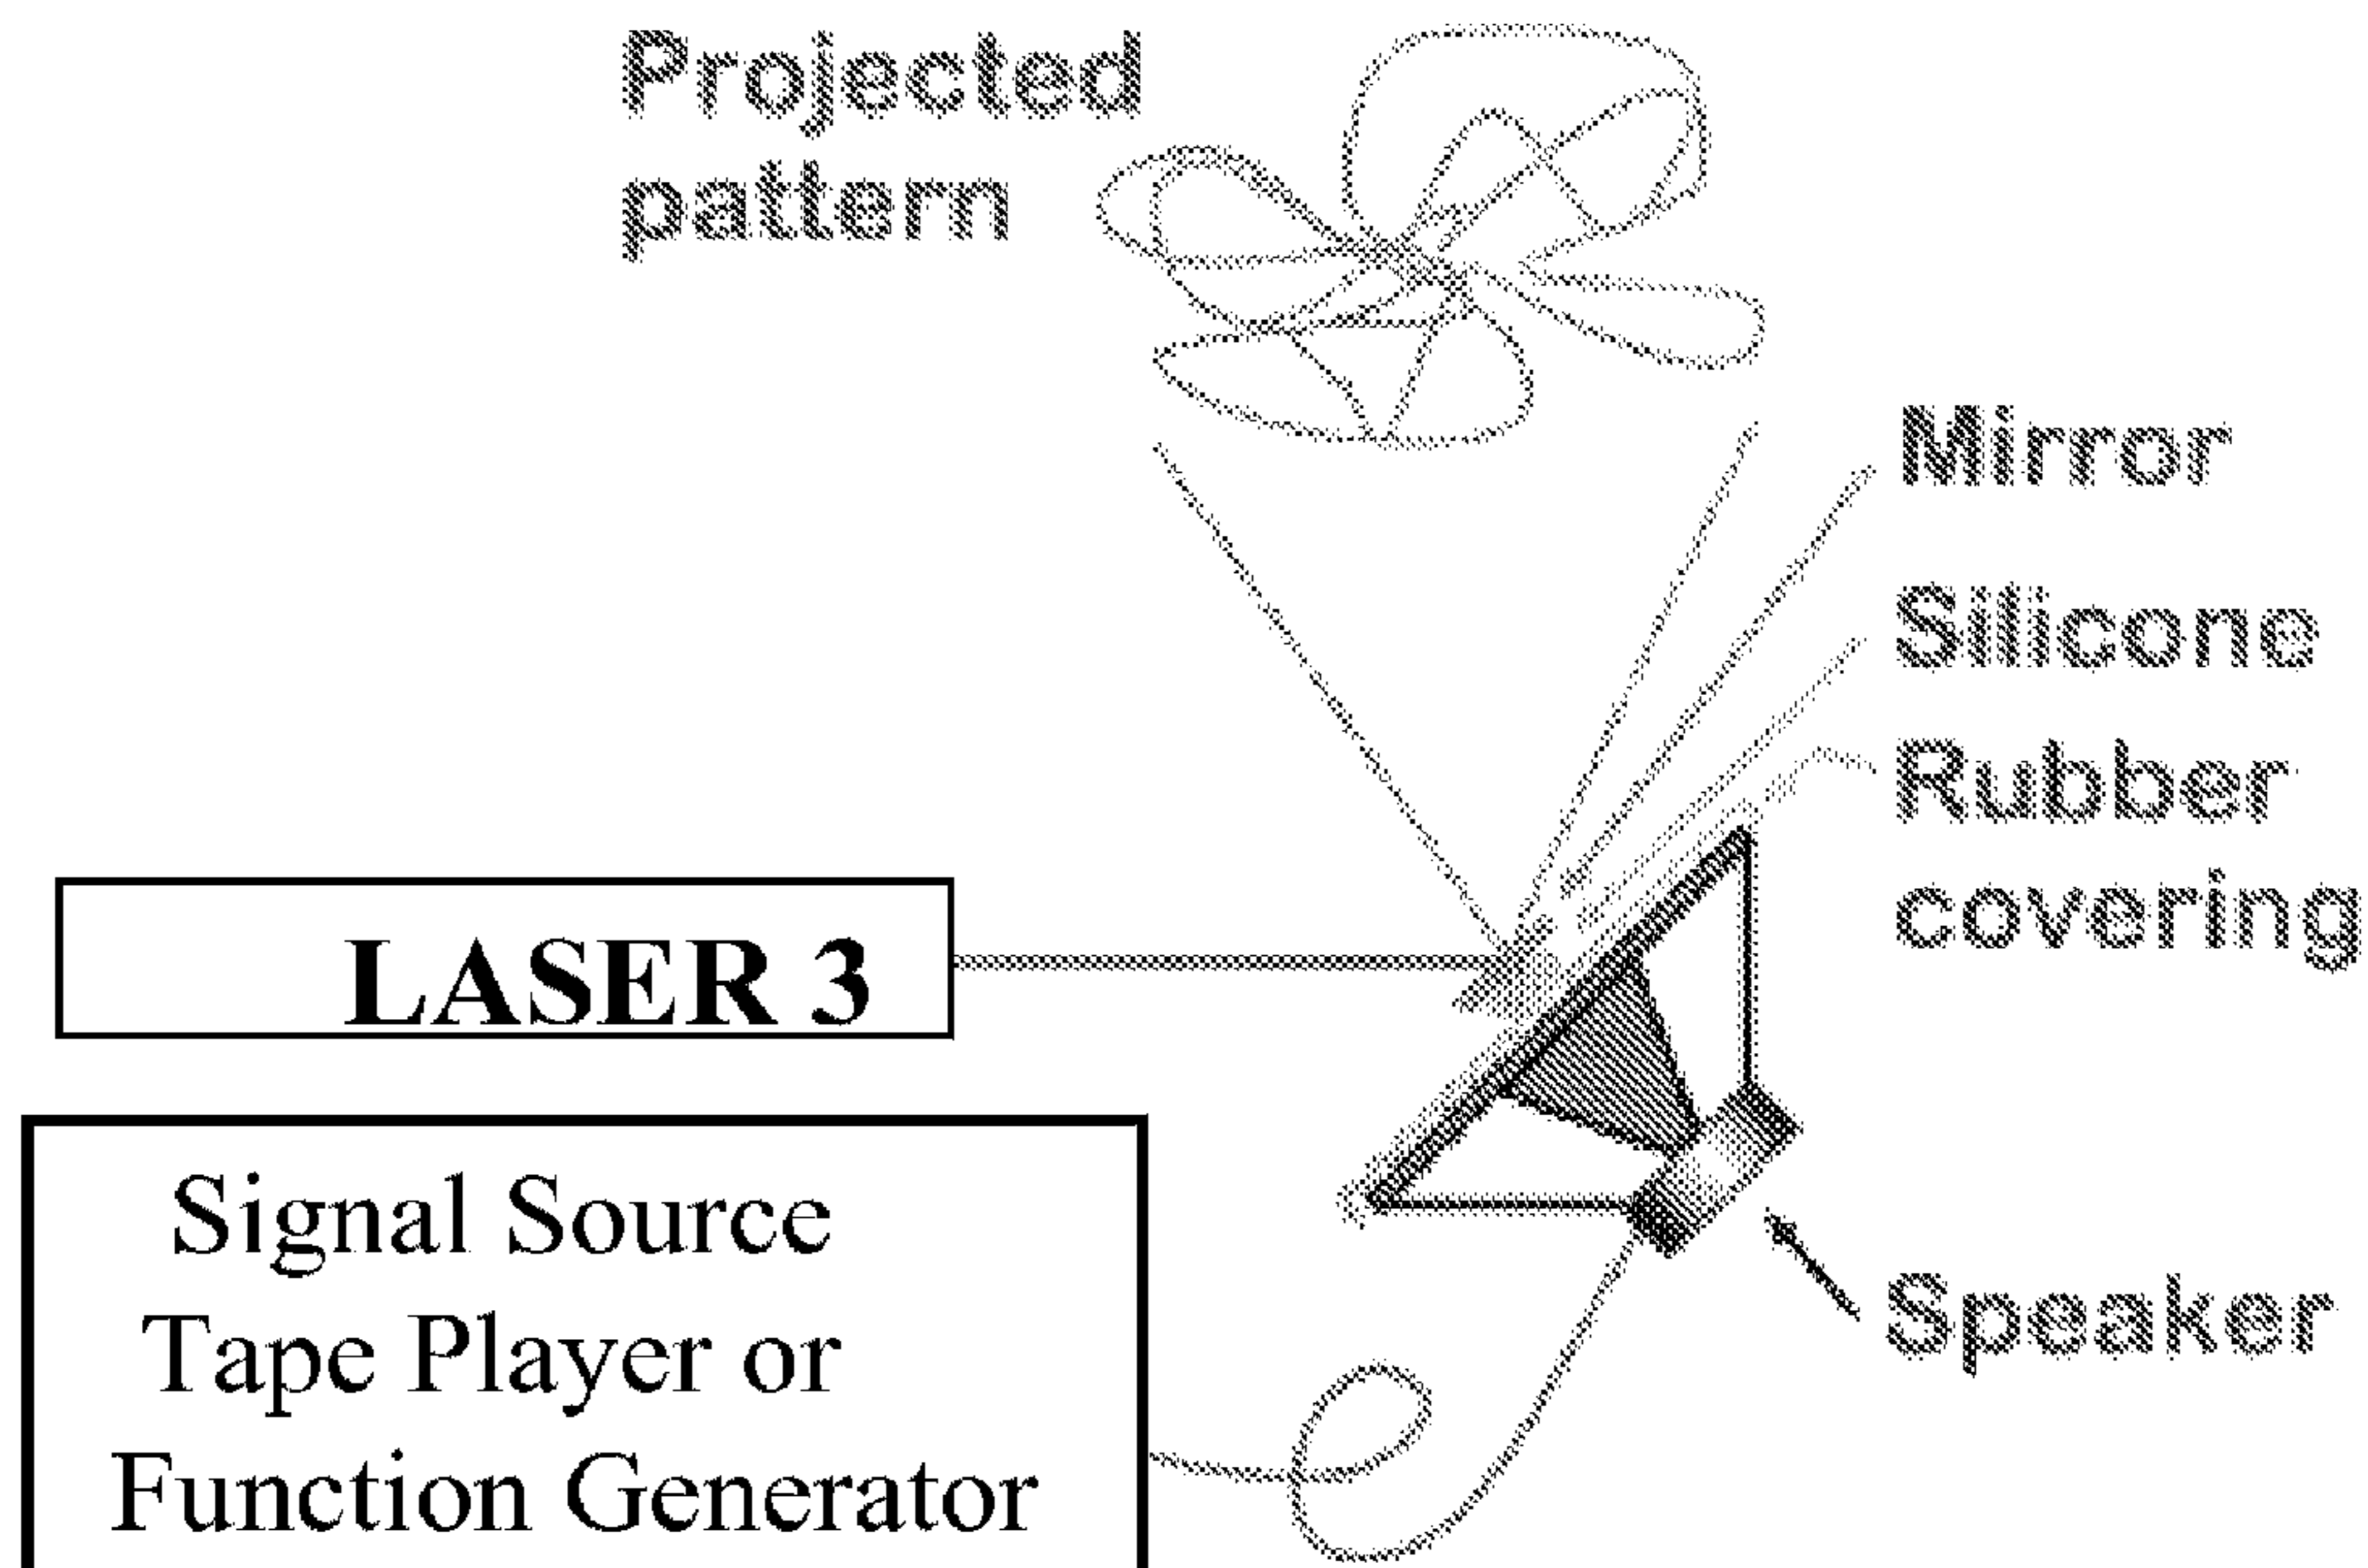 Projected
pattern
Mirror
Silicone
Rubber
covering
LASER 3
Signal Source
Tape Player or
Function Generator
Speaker